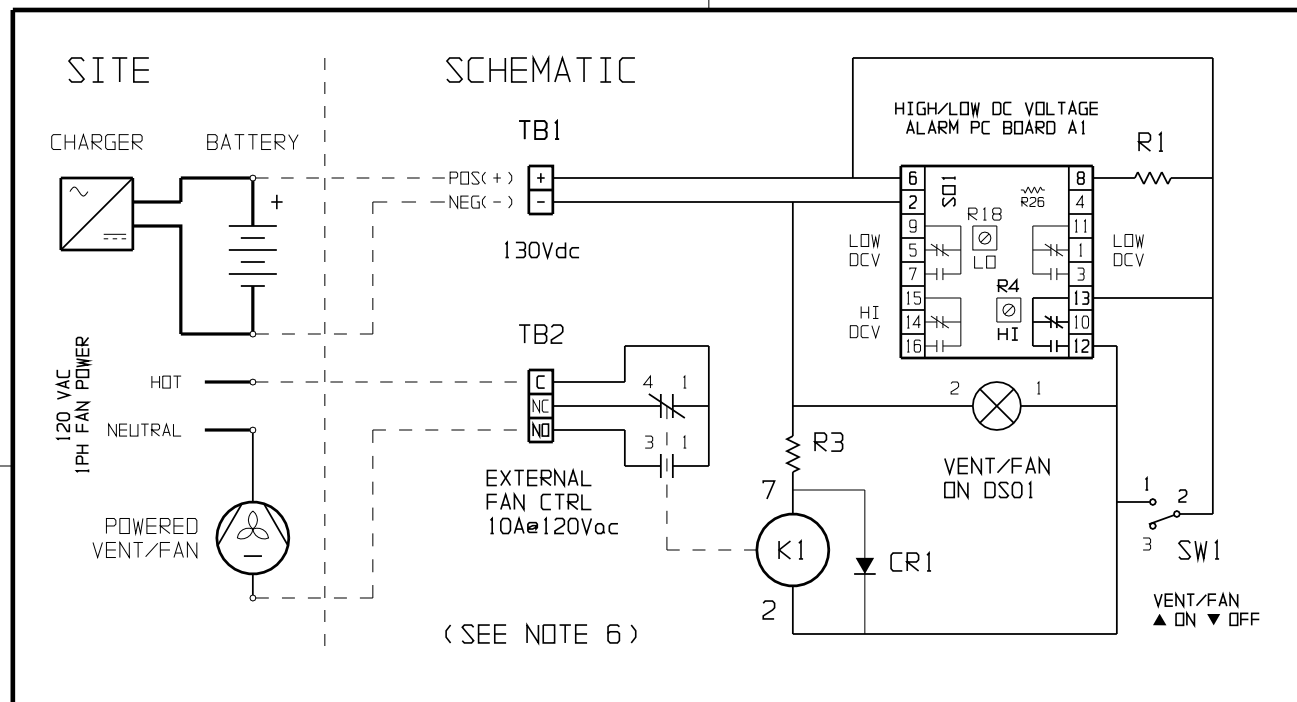 SITE
SCHEMATIC
HIGH/LOW DC VOLTAGE
ALARM PC BOARD A1
CHARGER
BATTERY
TB1
R1
POS(+)
NEG(-)
+
-
+
130Vdc
6
2
9
5
7
15
14
16
SO1
R26
R18
LO
R4
HI
8
4
11
1
3
13
10
12
LOW
DCV
HI
DCV
LOW
DCV
TB2
120 VAC
1PH FAN POWER
HOT
NEUTRAL
C
NC
NO
4 1
3 1
2 1
R3
VENT/FAN
ON DS01
EXTERNAL
FAN CTRL
10A@120Vac
7
K1
2
CR1
1
2
3
SW1
POWERED
VENT/FAN
VENT/FAN
▲ ON ▼ OFF
(SEE NOTE 6)